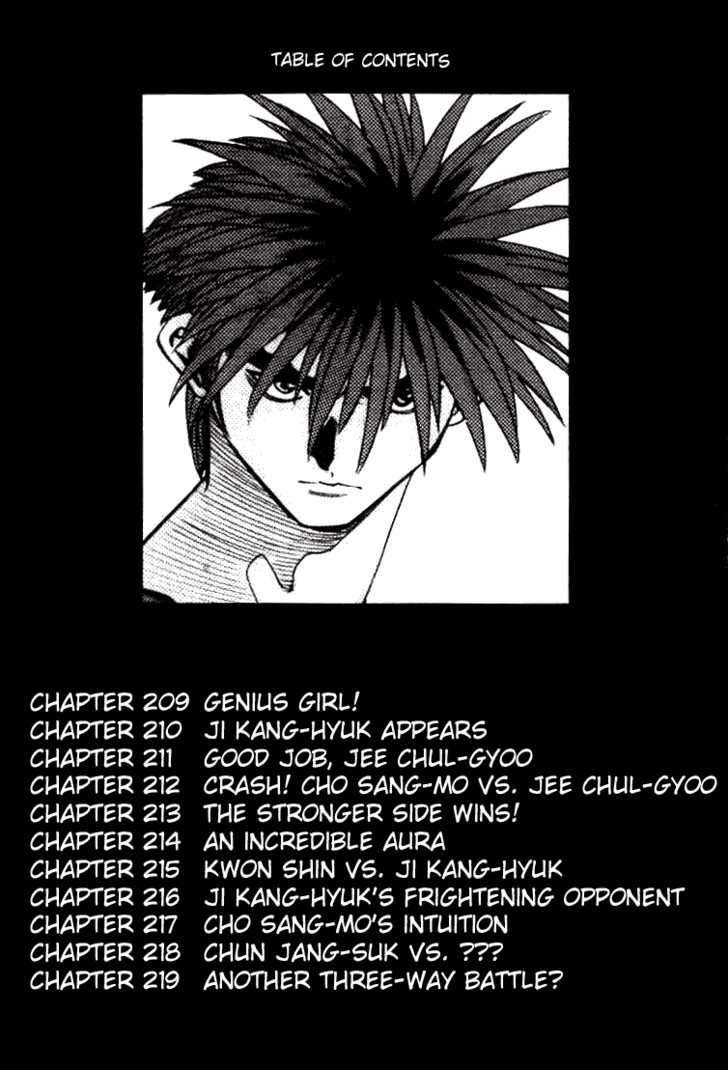 TABLE OF CONTENTS
CHAPTER 209 GENIUS GIRL!
CHAPTER 210 JI KANG-HYUK APPEARS
CHAPTER 211 GOOD JOB, JEE CHUL-GYOO
CHAPTER 212 CRASH! CHO SANG-MO VS. JEE CHUL-GYOO
CHAPTER 213 THE STRONGER SIDE WINS!
CHAPTER 214 AN INCREDIBLE AURA
CHAPTER 215 KWON SHIN VS. JI KANG-HYUK
CHAPTER 216 JI KANG-HYUK'S FRIGHTENING OPPONENT
CHAPTER 217 CHO SANG-MO'S INTUITION
CHAPTER 218 CHUN JANG-SUK VS. ???
CHAPTER 219 ANOTHER THREE-WAY BATTLE?